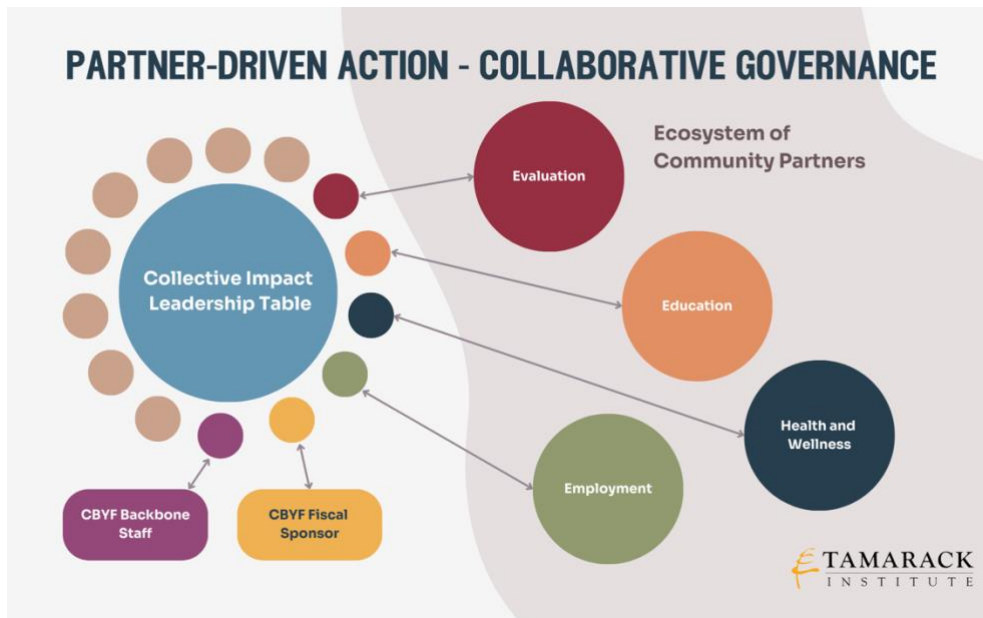 PARTNER-DRIVEN ACTION - COLLABORATIVE GOVERNANCE
Ecosystem of
Community Partners
Evaluation
Collective Impact
Leadership Table
Education
Health and
Wellness
Employment
CBYF Backbone
Staff
CBYF Fiscal
Sponsor
TAMARACK
INSTITUTE